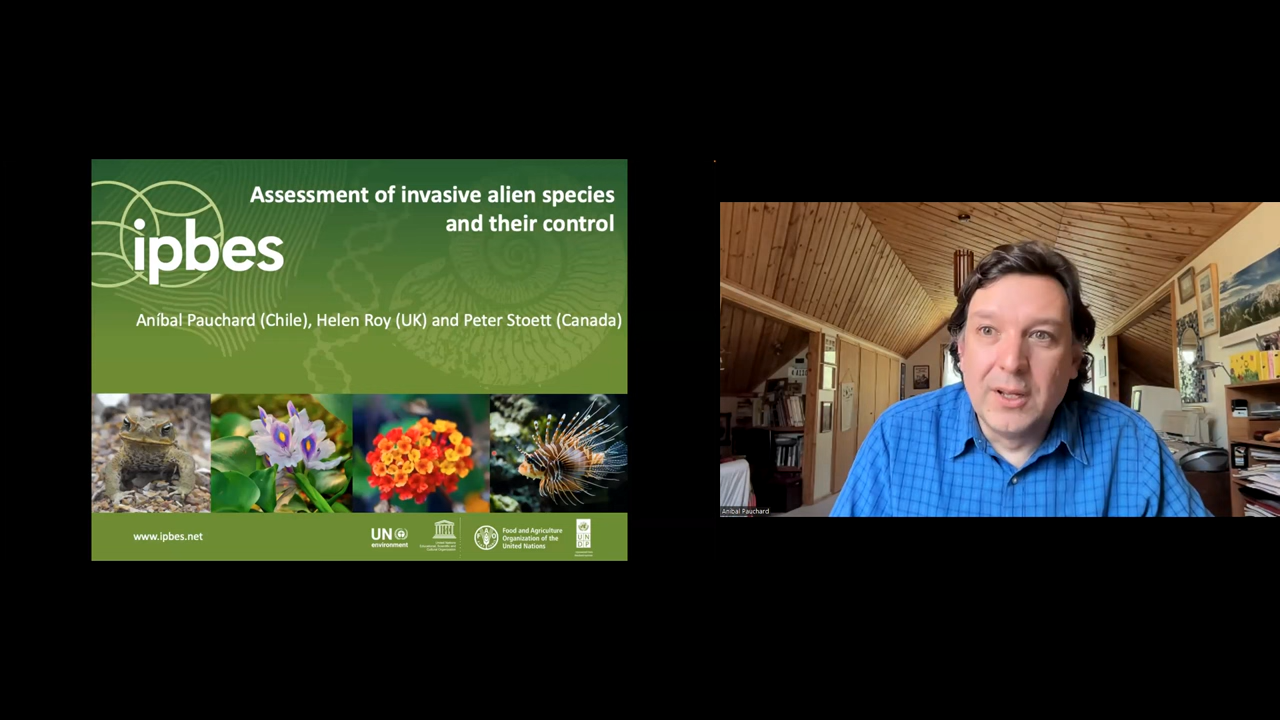 Assessment of invasive alien species
and their control
ipbes
Aníbal Pauchard (Chile), Helen Roy (UK) and Peter Stoett (Canada)
www.ipbes.net
UN
environment
Food and Agriculture
Organization of the
United Nations
Anibal Pauchard